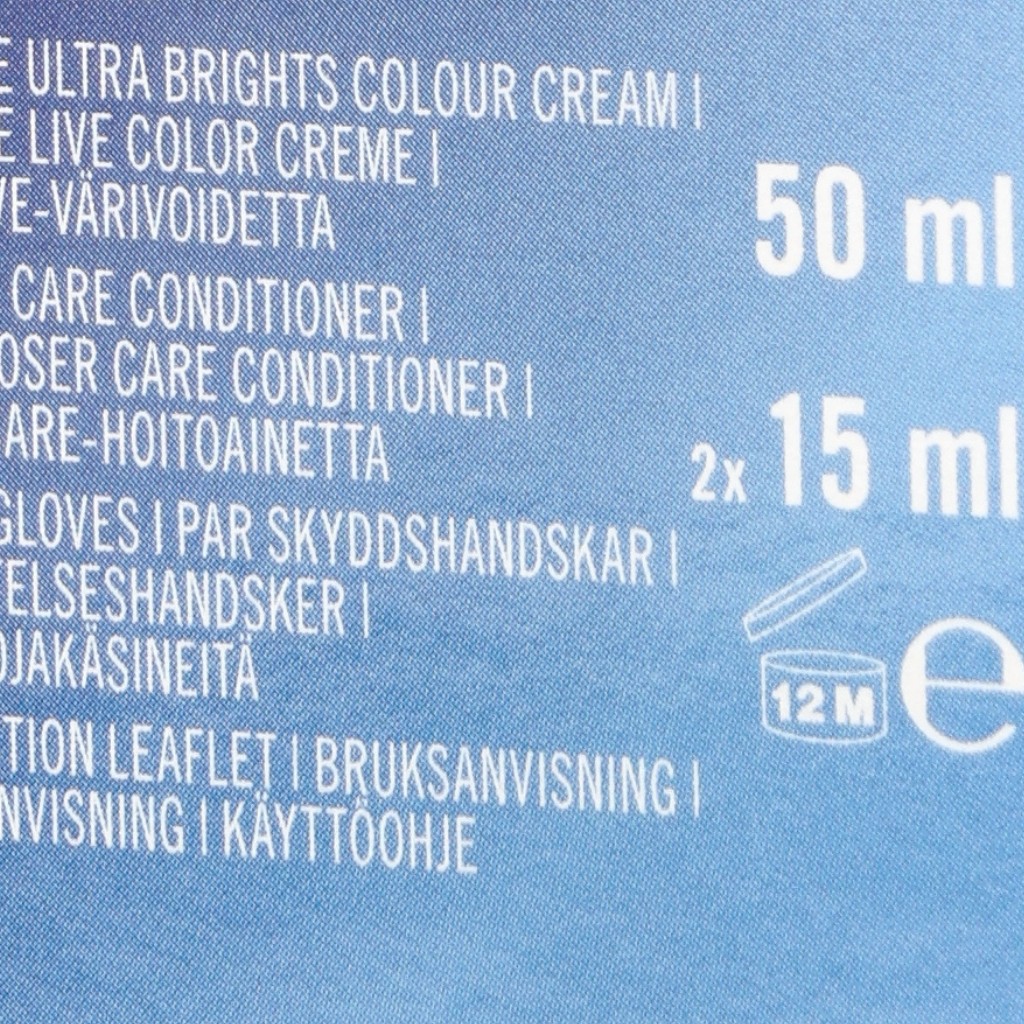 E ULTRA BRIGHTS COLOUR CREAM |
E LIVE COLOR CREME |
VE-VÄRIVOIDETTA
50 ml
CARE CONDITIONER |
OSER CARE CONDITIONER |
ARE-HOITOAINETTA
2x 15 ml
GLOVES | PAR SKYDDSHANDSKAR |
TELSESHANDSKER |
OJAKÄSINEITÄ
12 M e
TION LEAFLET | BRUKSANVISNING |
NVISNING | KÄYTTÖOHJE